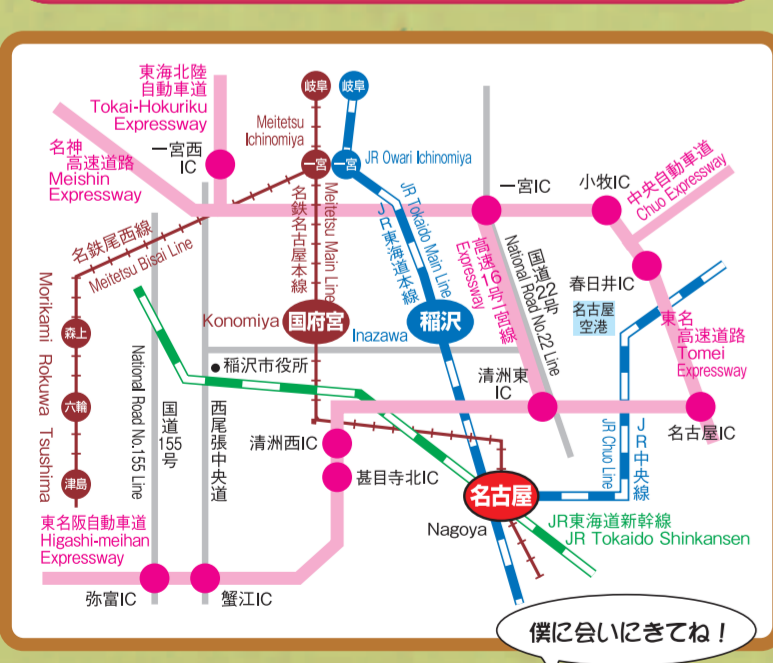 東海北陸
自動車道
Tokai-Hokuriku
Expressway
名神
高速道路
Meishin
Expressway
一宮西
IC
岐阜
岐阜
Meitetsu
Ichinomiya
一宮
一宮
JR Owari Ichinomiya
名鉄尾西線
Meitetsu Bisai Line
名鉄名古屋本線
Meitetsu Main Line
JR Tokaido Main Line
JR東海道本線
一宮IC
小牧IC
中央自動車道
Chuo Expressway
高速16号一宮線
Expressway
国道22号
National Road No.22 Line
春日井IC
名古屋
空港
東名
高速道路
Tomei
Expressway
Morikami Rokuwa Tsushima
森上
六輪
津島
Konomiya
国府宮
Inazawa
稲沢
稲沢市役所
National Road No.155 Line
国道155号
西尾張中央道
清洲東
IC
清洲西IC
甚目寺北IC
名古屋IC
JR Chuo Line
JR中央線
名古屋
Nagoya
JR東海道新幹線
JR Tokaido Shinkansen
東名阪自動車道
Higashi-meihan
Expressway
弥富IC
蟹江IC
僕に会いにきてね!